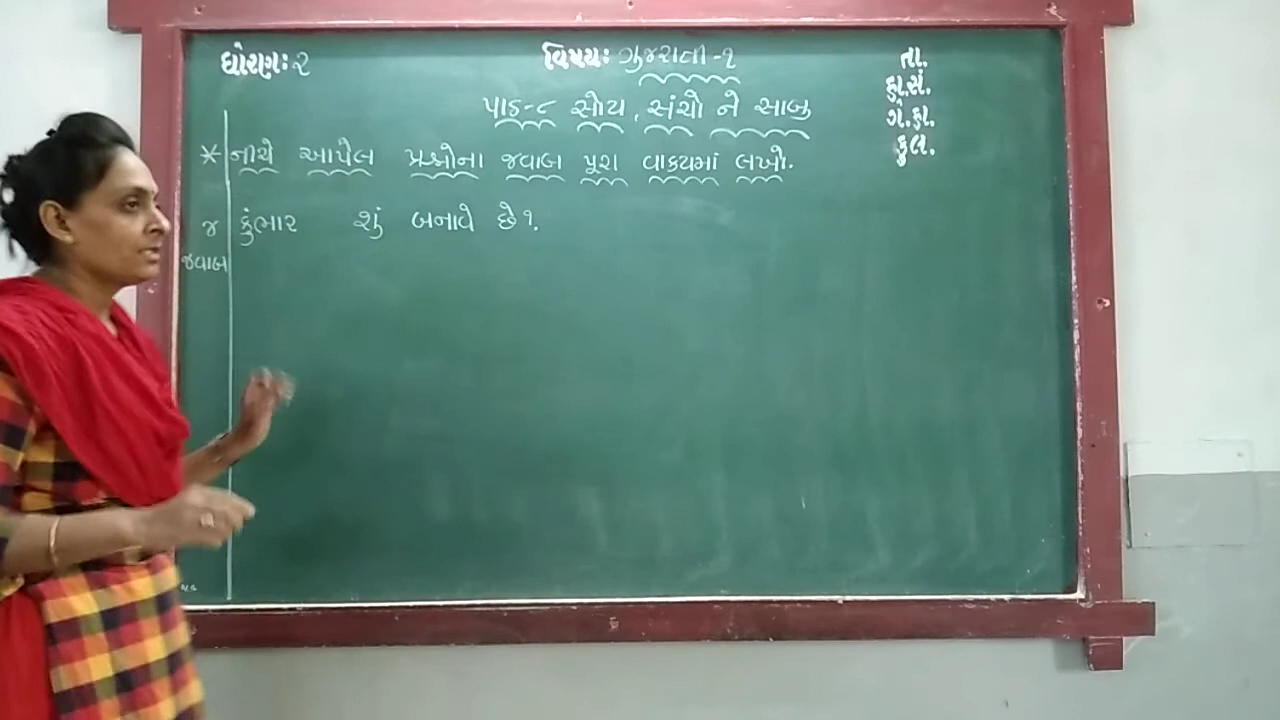 ધોરણઃ ૨
વિષયઃ ગુજરાતી-૧
તા.
ક્રા.સં.
ગૃ.કા.
કુલ.
પાઠ-૮ સોય, સંચો ને સાબુ
* નીચે આપેલ પ્રશ્નોના જવાબ પૂરા વાક્યમાં લખો.
૪ કુંભાર શું બનાવે છે?.
જવાબ